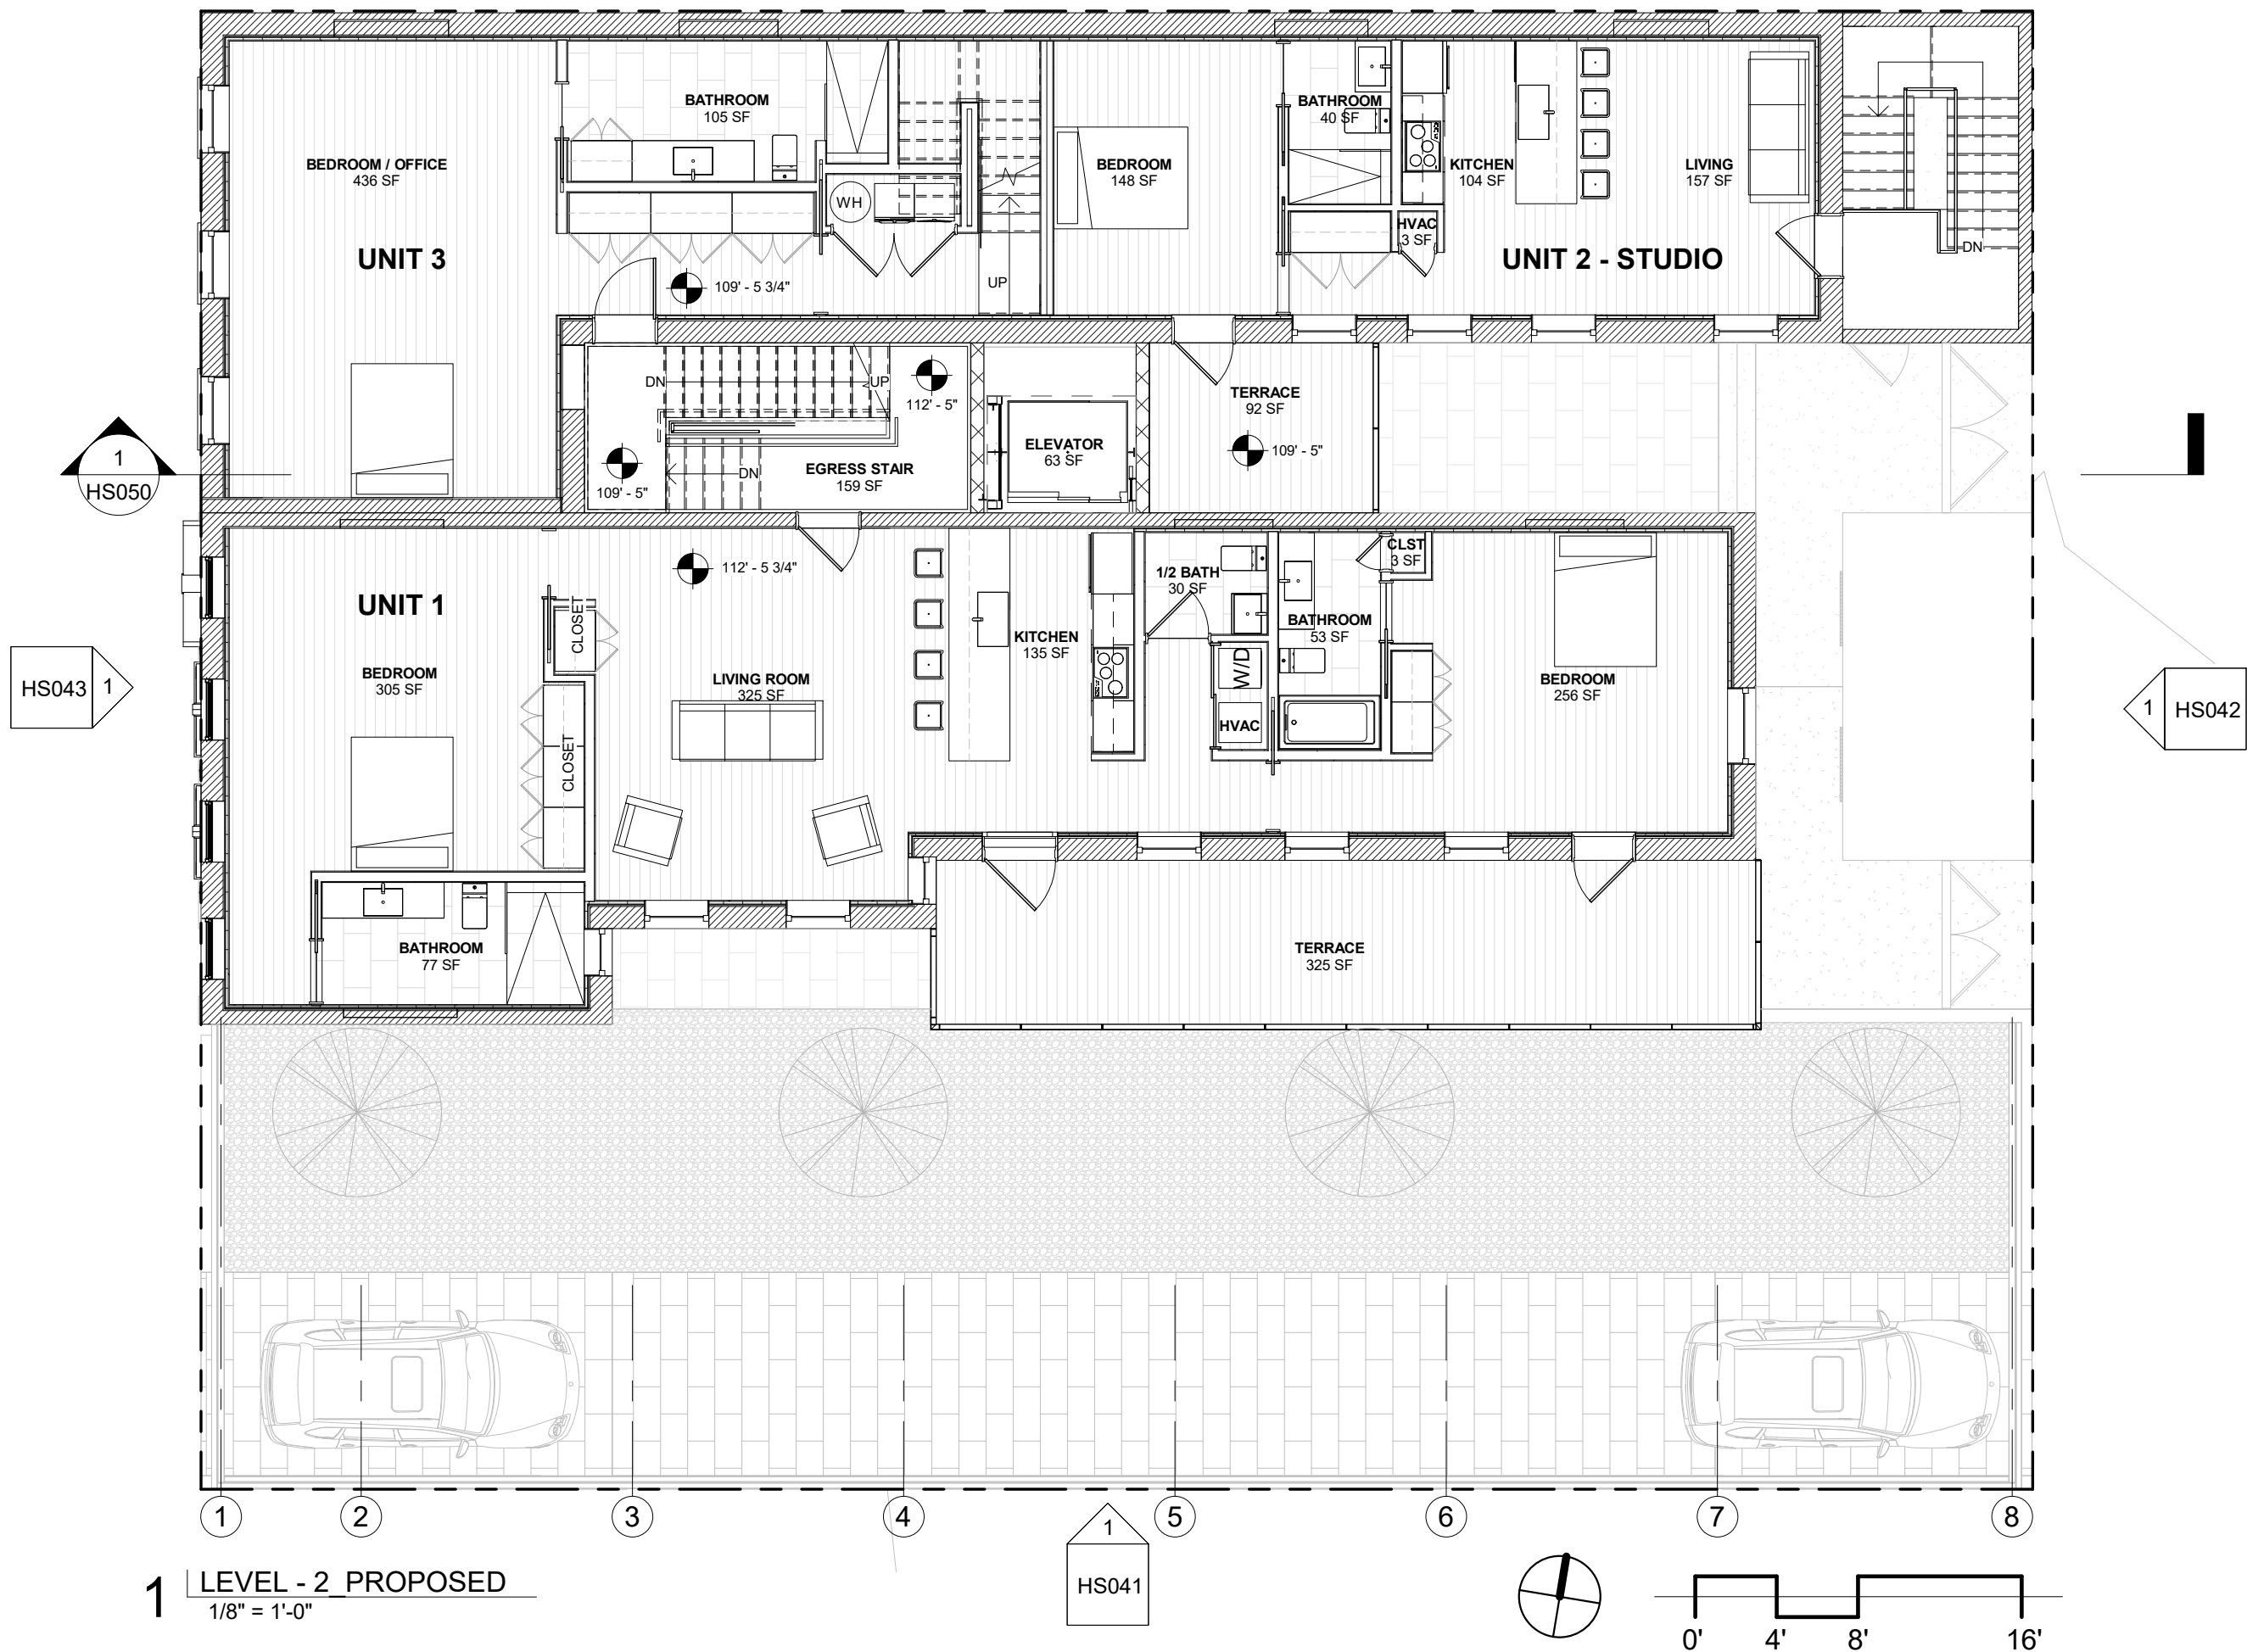 BATHROOM
105 SF
BEDROOM / OFFICE
436 SF
UNIT 3
WH
109' - 5 3/4"
UP
BEDROOM
148 SF
BATHROOM
40 SF
KITCHEN
104 SF
HVAC
3 SF
LIVING
157 SF
UNIT 2 - STUDIO
DN
DN
UP
112' - 5"
109' - 5"
DN
EGRESS STAIR
159 SF
ELEVATOR
63 SF
TERRACE
92 SF
109' - 5"
1
HS050
112' - 5 3/4"
UNIT 1
CLOSET
BEDROOM
305 SF
CLOSET
LIVING ROOM
325 SF
KITCHEN
135 SF
1/2 BATH
30 SF
W/D
HVAC
BATHROOM
53 SF
CLST
3 SF
BEDROOM
256 SF
HS043
1
1
HS042
BATHROOM
77 SF
TERRACE
325 SF
1
2
3
4
5
6
7
8
1
HS041
1
LEVEL - 2_PROPOSED
1/8" = 1'-0"
0'
4'
8'
16'